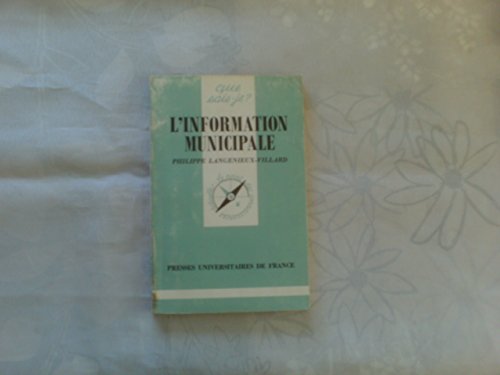 que
sais-je?
L'INFORMATION
MUNICIPALE
PHILIPPE LANGENIEUX-VILLARD
PRESSES UNIVERSITAIRES DE FRANCE